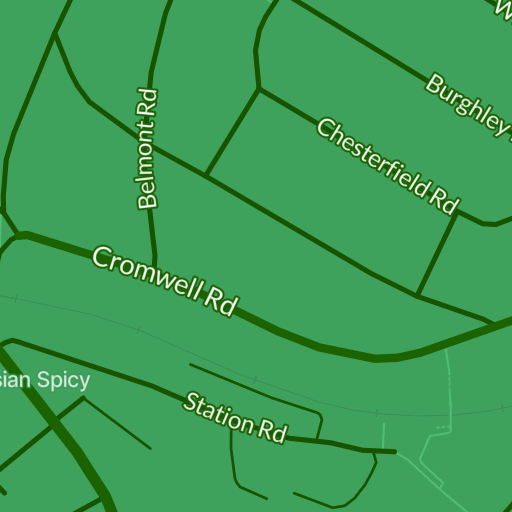 W
Burghley
Chesterfield Rd
Belmont Rd
Cromwell Rd
sian Spicy
Station Rd